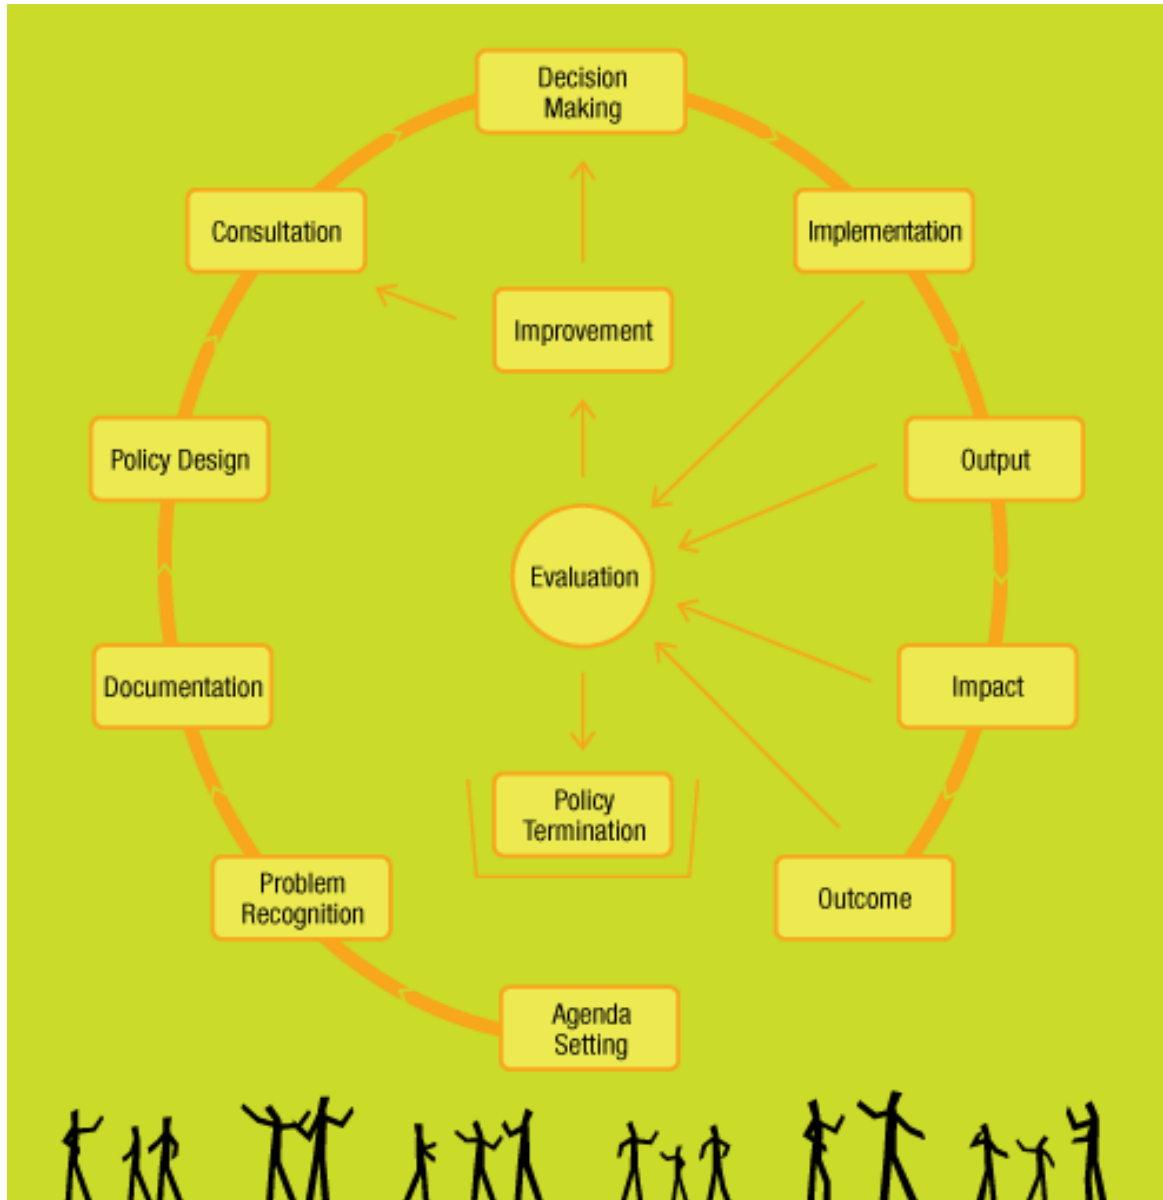 Decision
Making
Consultation
Implementation
Improvement
Policy Design
Output
Evaluation
Documentation
Impact
Policy
Termination
Problem
Recognition
Outcome
Agenda
Setting